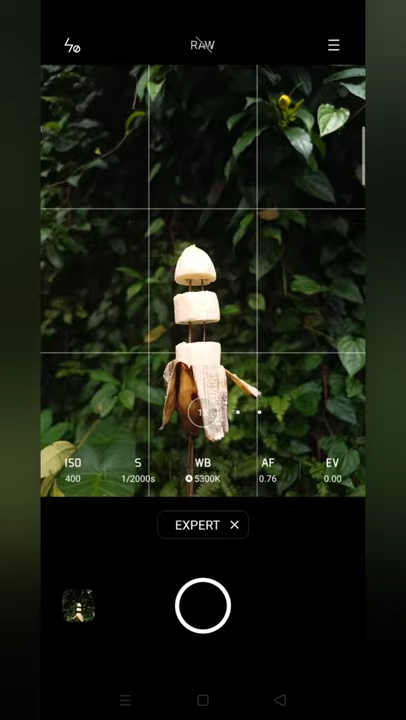 RAW
ISO
S
WB
AF
EV
400
1/2000s
5300K
0.76
0.00
EXPERT